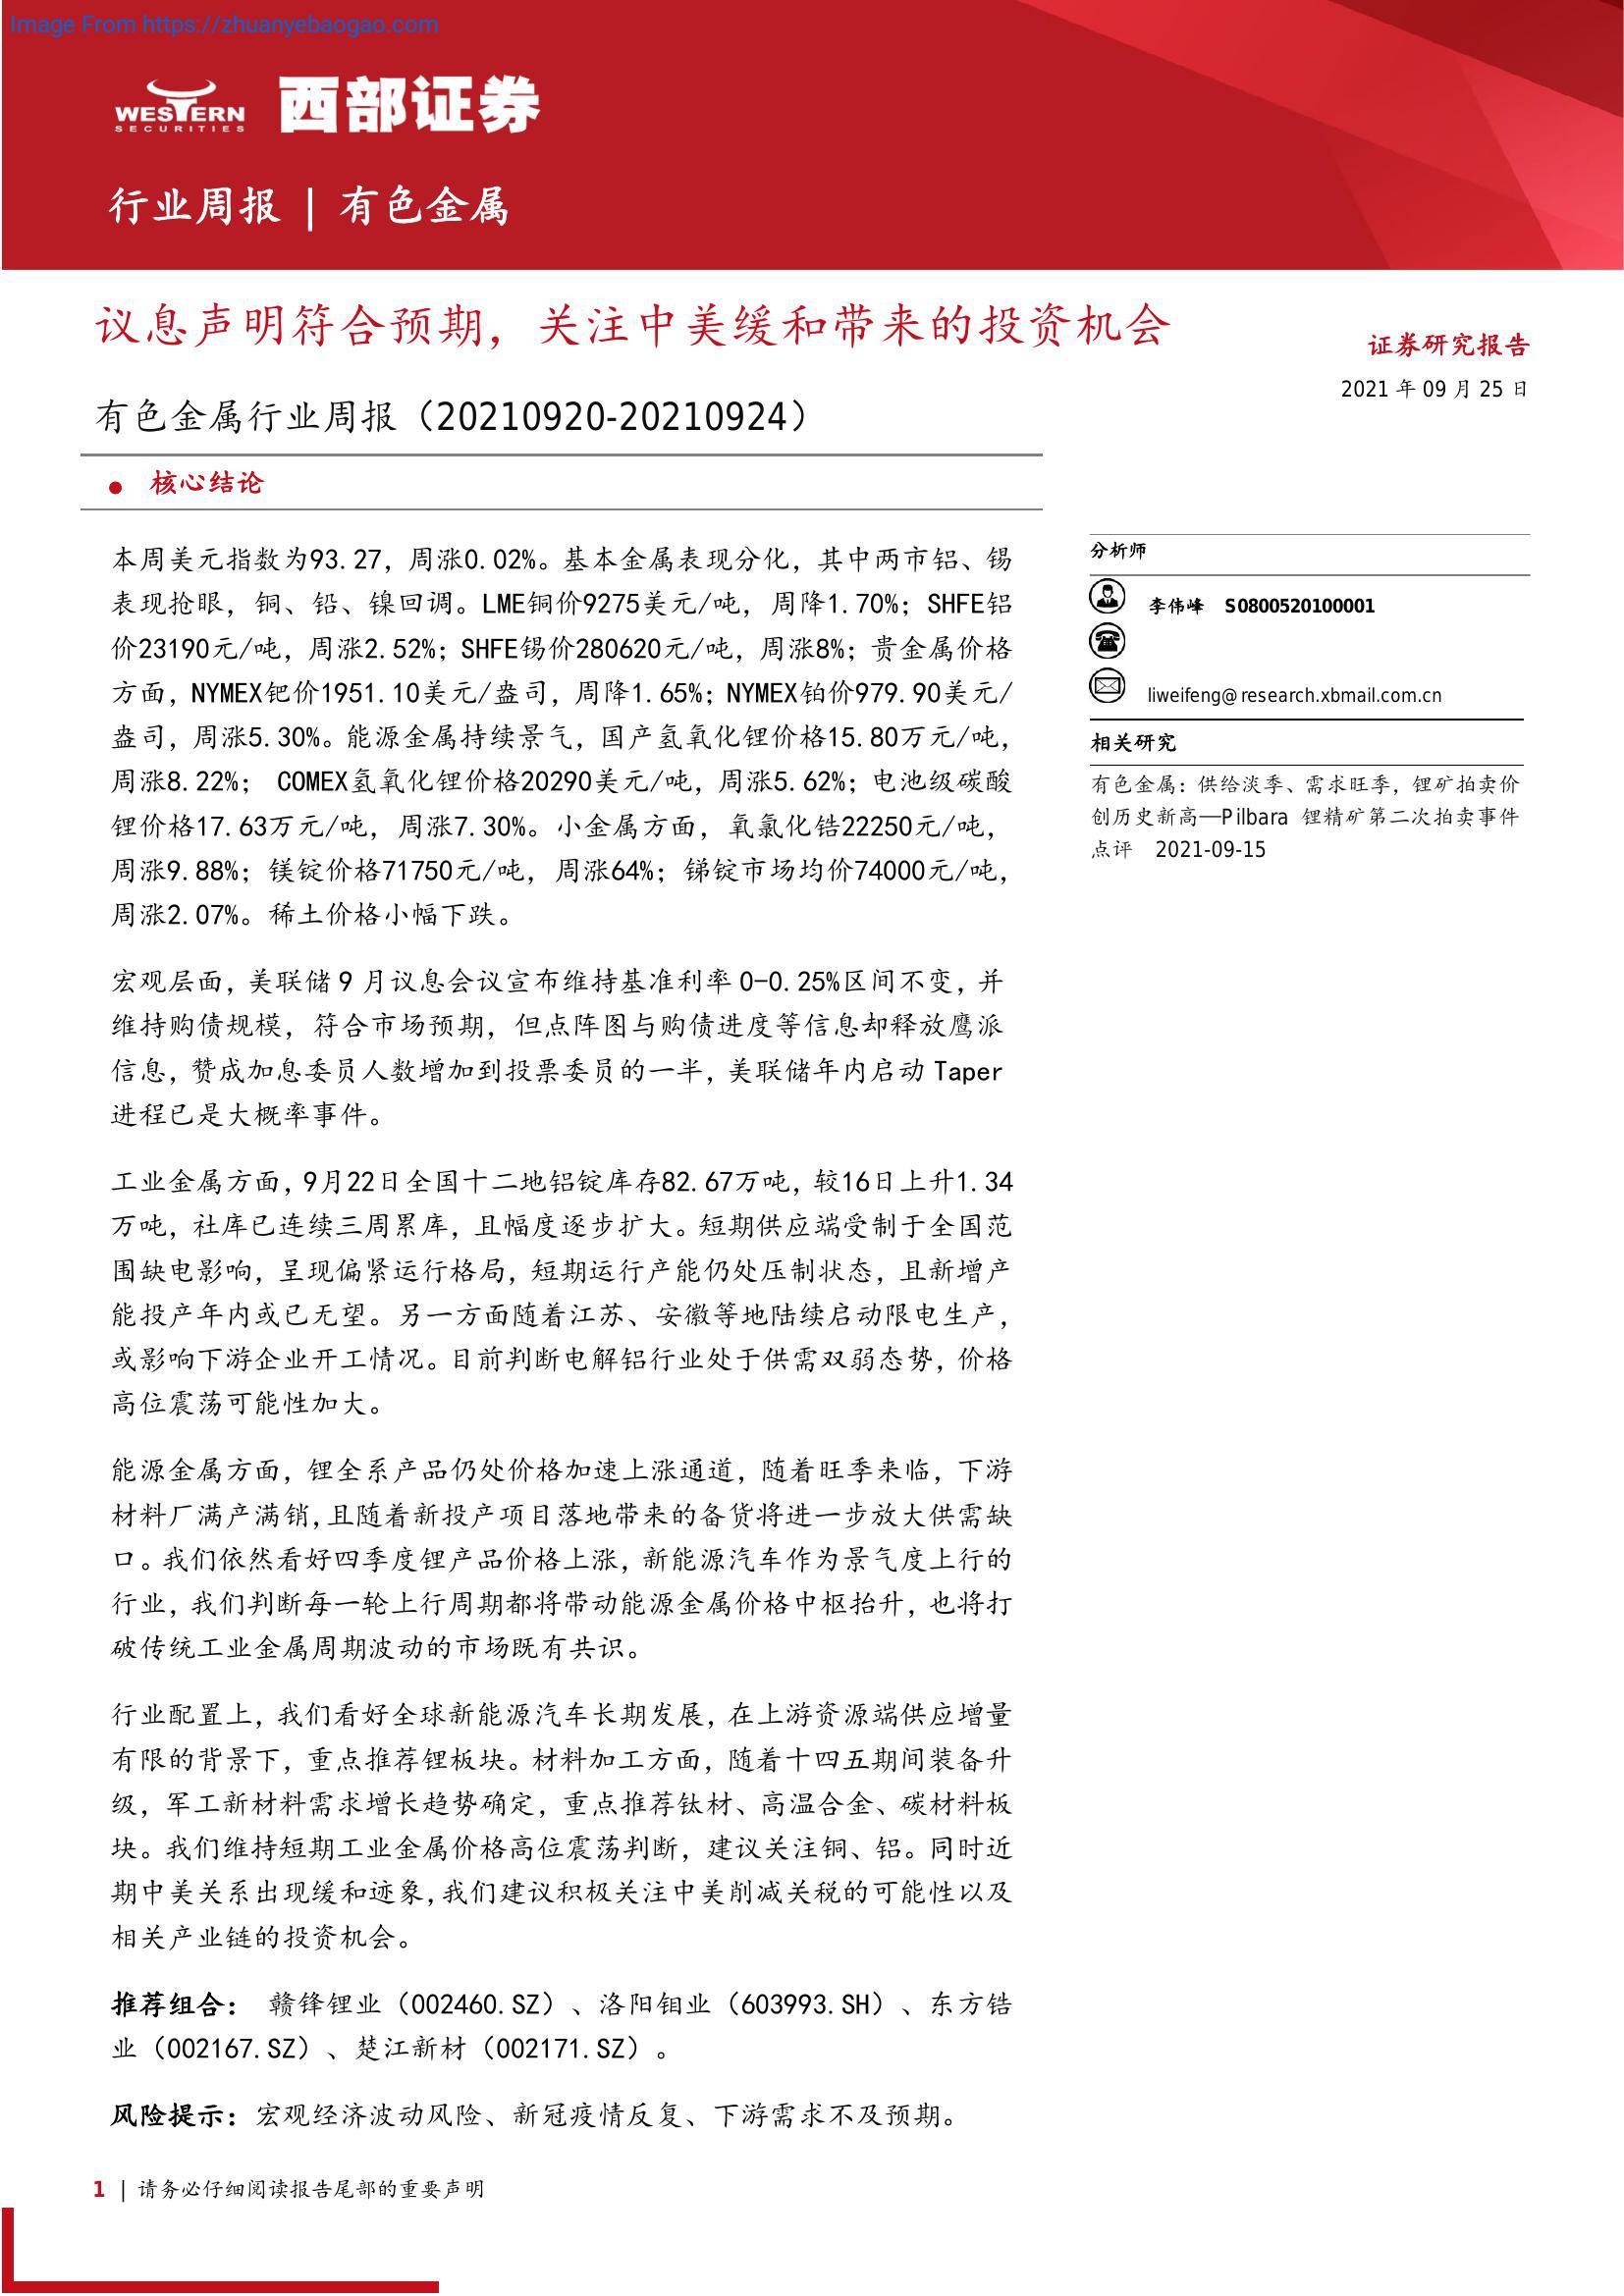 Image From https://zhuanyebaogao.com
WESTERN
SECURITIES
西部证券
行业周报 | 有色金属
议息声明符合预期，关注中美缓和带来的投资机会
证券研究报告
2021 年 09 月 25 日
有色金属行业周报（20210920-20210924）
● 核心结论
本周美元指数为93.27，周涨0.02%。基本金属表现分化，其中两市铝、锡
表现抢眼，铜、铅、镍回调。LME铜价9275美元/吨，周降1.70%；SHFE铝
价23190元/吨，周涨2.52%；SHFE锡价280620元/吨，周涨8%；贵金属价格
方面，NYMEX钯价1951.10美元/盎司，周降1.65%；NYMEX铂价979.90美元/
盎司，周涨5.30%。能源金属持续景气，国产氢氧化锂价格15.80万元/吨，
周涨8.22%； COMEX氢氧化锂价格20290美元/吨，周涨5.62%；电池级碳酸
锂价格17.63万元/吨，周涨7.30%。小金属方面，氧氯化锆22250元/吨，
周涨9.88%；镁锭价格71750元/吨，周涨64%；锑锭市场均价74000元/吨，
周涨2.07%。稀土价格小幅下跌。
宏观层面，美联储 9 月议息会议宣布维持基准利率 0-0.25%区间不变，并
维持购债规模，符合市场预期，但点阵图与购债进度等信息却释放鹰派
信息，赞成加息委员人数增加到投票委员的一半，美联储年内启动 Taper
进程已是大概率事件。
工业金属方面，9月22日全国十二地铝锭库存82.67万吨，较16日上升1.34
万吨，社库已连续三周累库，且幅度逐步扩大。短期供应端受制于全国范
围缺电影响，呈现偏紧运行格局，短期运行产能仍处压制状态，且新增产
能投产年内或已无望。另一方面随着江苏、安徽等地陆续启动限电生产，
或影响下游企业开工情况。目前判断电解铝行业处于供需双弱态势，价格
高位震荡可能性加大。
能源金属方面，锂全系产品仍处价格加速上涨通道，随着旺季来临，下游
材料厂满产满销，且随着新投产项目落地带来的备货将进一步放大供需缺
口。我们依然看好四季度锂产品价格上涨，新能源汽车作为景气度上行的
行业，我们判断每一轮上行周期都将带动能源金属价格中枢抬升，也将打
破传统工业金属周期波动的市场既有共识。
行业配置上，我们看好全球新能源汽车长期发展，在上游资源端供应增量
有限的背景下，重点推荐锂板块。材料加工方面，随着十四五期间装备升
级，军工新材料需求增长趋势确定，重点推荐钛材、高温合金、碳材料板
块。我们维持短期工业金属价格高位震荡判断，建议关注铜、铝。同时近
期中美关系出现缓和迹象，我们建议积极关注中美削减关税的可能性以及
相关产业链的投资机会。
推荐组合： 赣锋锂业（002460.SZ）、洛阳钼业（603993.SH）、东方锆
业（002167.SZ）、楚江新材（002171.SZ）。
风险提示：宏观经济波动风险、新冠疫情反复、下游需求不及预期。
分析师
李伟峰 S0800520100001
liweifeng@research.xbmail.com.cn
相关研究
有色金属：供给淡季、需求旺季，锂矿拍卖价
创历史新高—Pilbara 锂精矿第二次拍卖事件
点评 2021-09-15
1 | 请务必仔细阅读报告尾部的重要声明